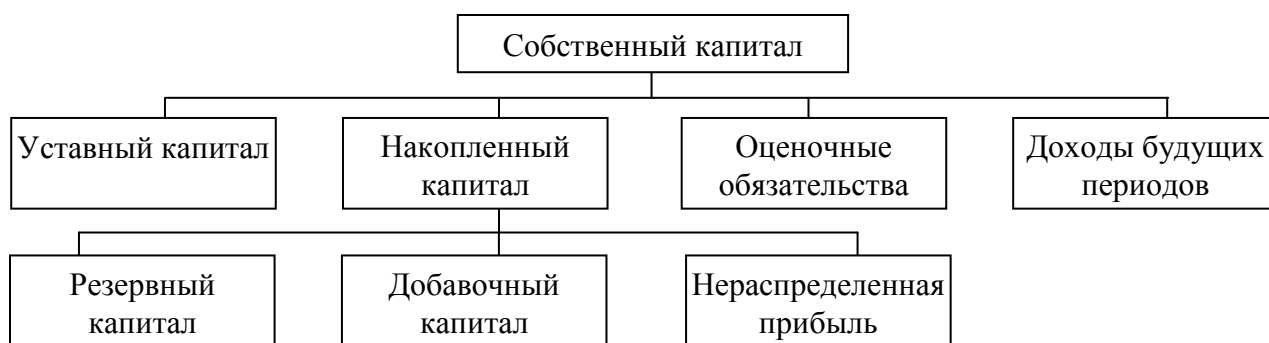 Собственный капитал
Уставный капитал
Накопленный
капитал
Оценочные
обязательства
Доходы будущих
периодов
Резервный
капитал
Добавочный
капитал
Нераспределенная
прибыль